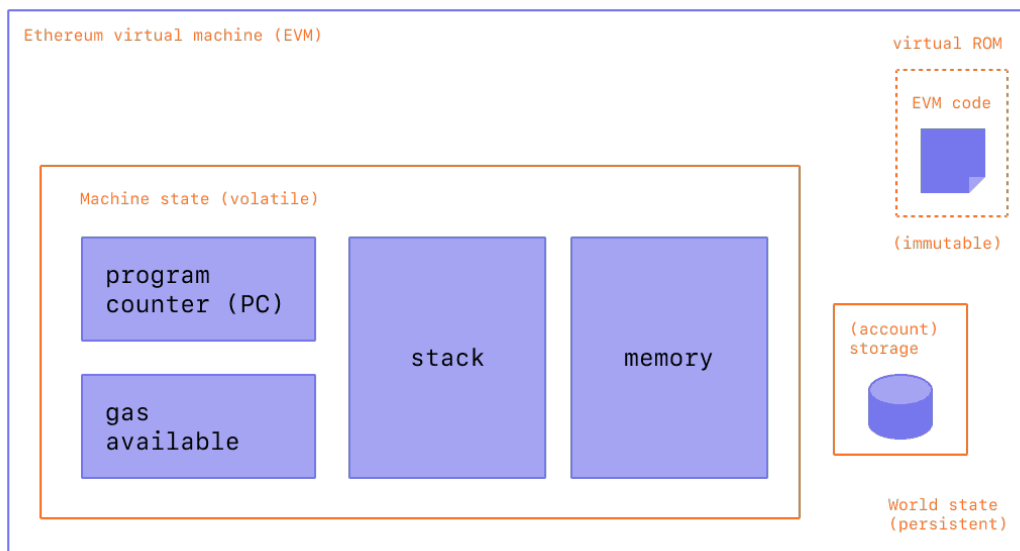 Ethereum virtual machine (EVM)
virtual ROM
EVM code
(immutable)
Machine state (volatile)
program
counter (PC)
gas
available
stack
memory
(account)
storage
World state
(persistent)